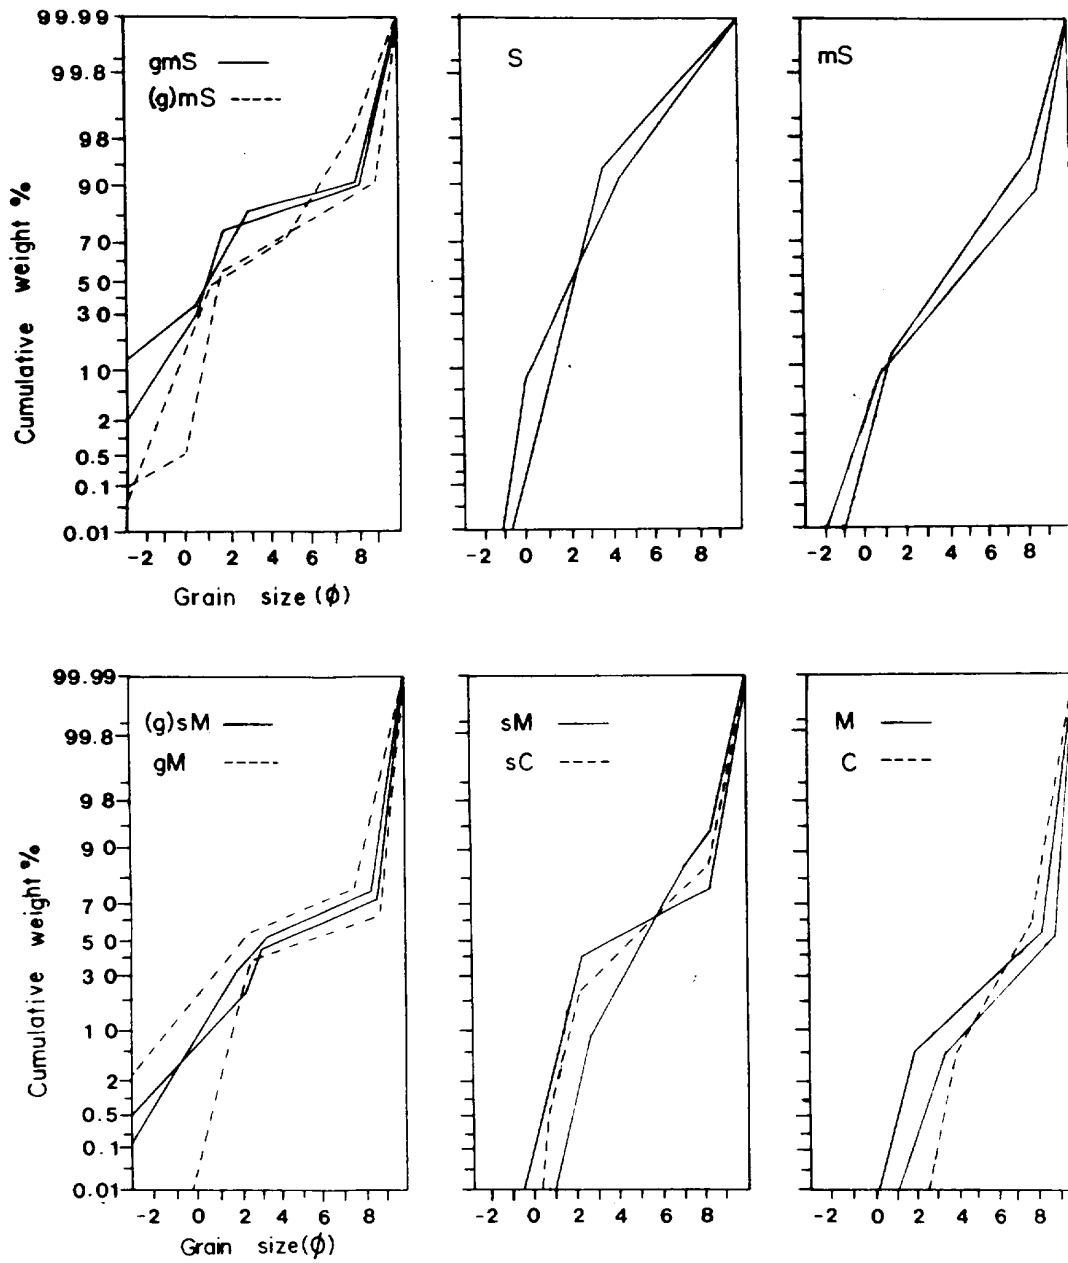 99.99
99.8
98
90
70
50
30
10
2
0.5
0.1
0.01
Cumulative weight %
gmS
(g)mS
-2 0 2 4 6 8
Grain size (ϕ)
S
-2 0 2 4 6 8
mS
-2 0 2 4 6 8
99.99
99.8
98
90
70
50
30
10
2
0.5
0.1
0.01
Cumulative weight %
(g)sM
gM
-2 0 2 4 6 8
Grain size(ϕ)
sM
sC
-2 0 2 4 6 8
M
C
-2 0 4 6 8